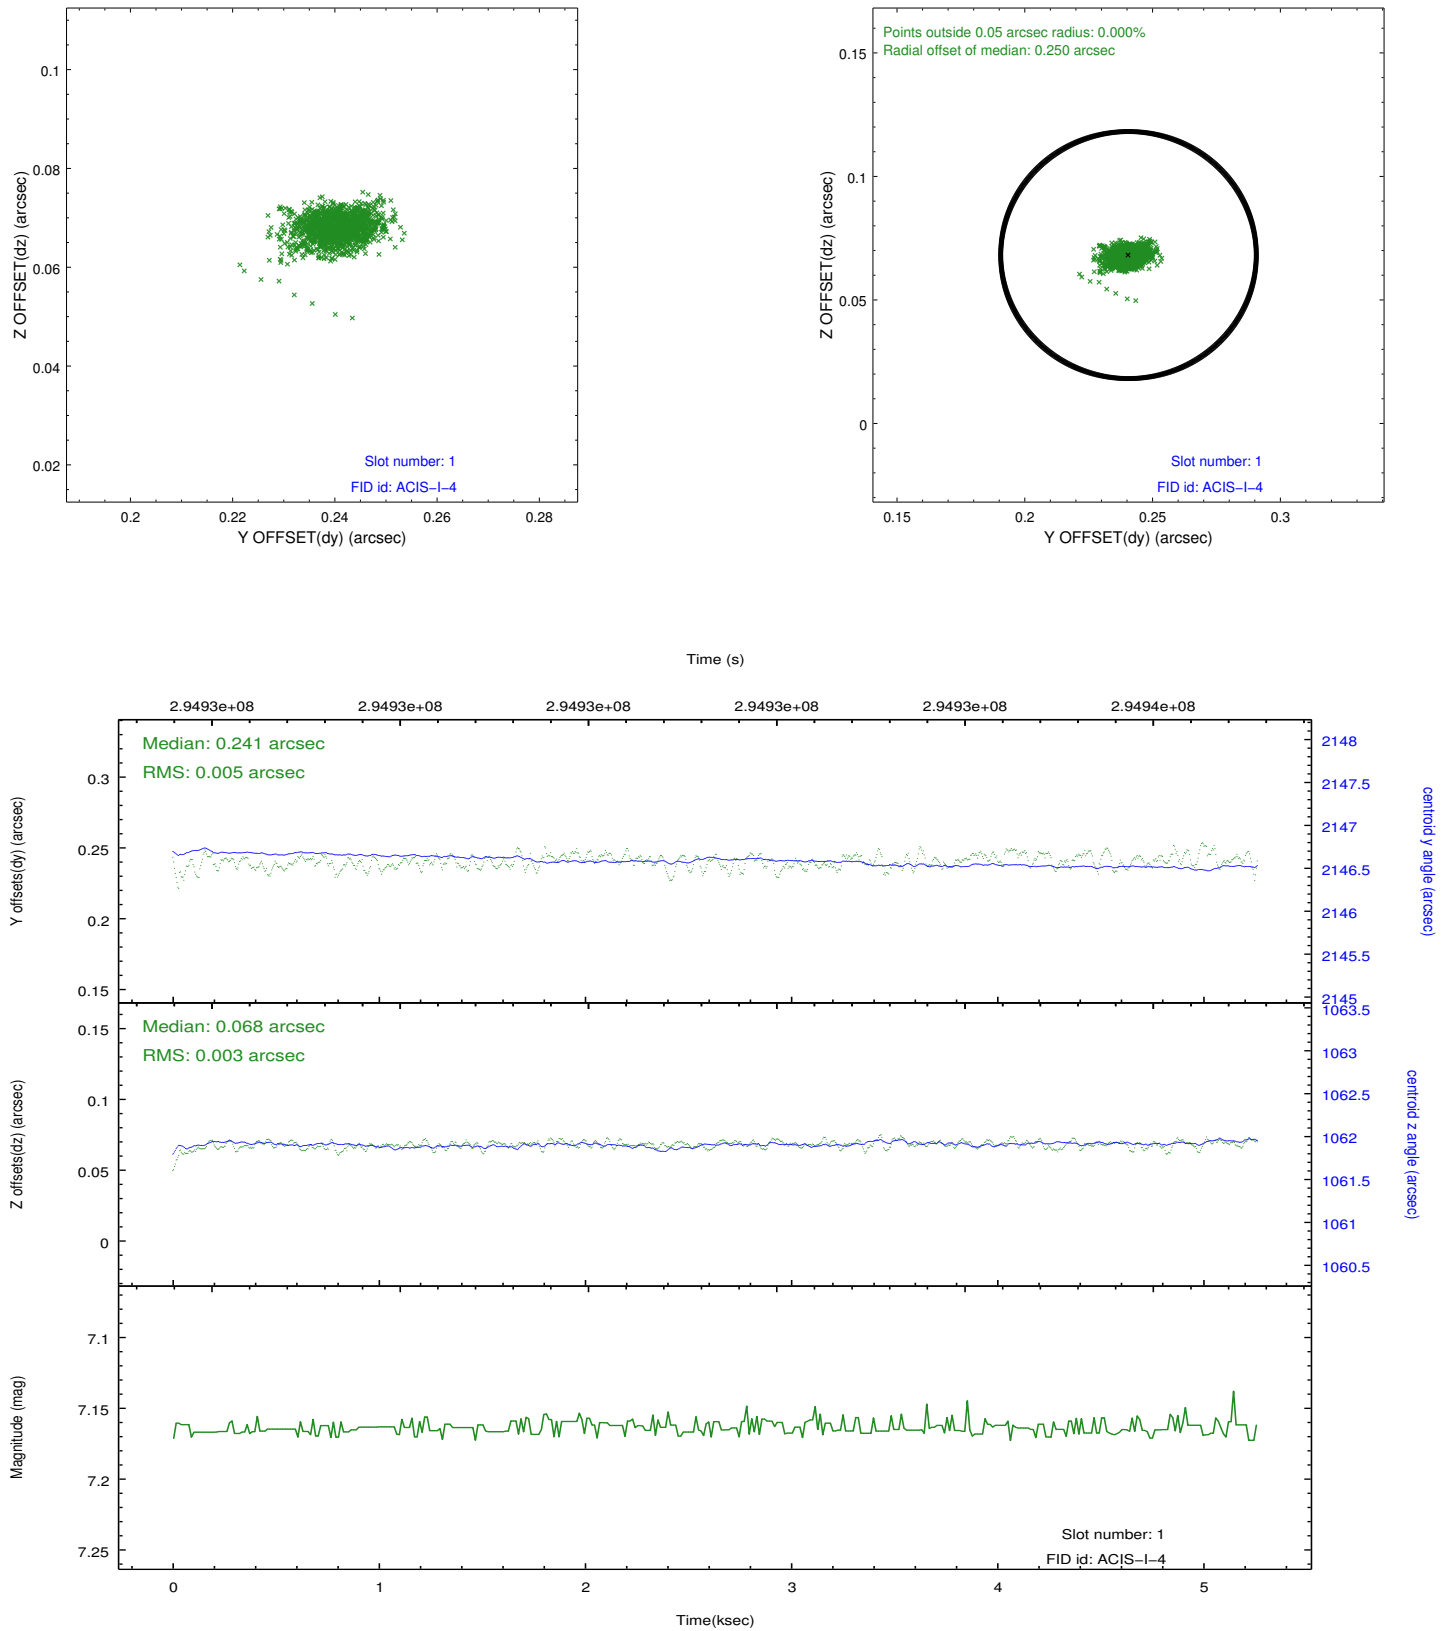 0.1
0.08
0.06
0.04
0.02
Z OFFSET(dz) (arcsec)
Slot number: 1
FID id: ACIS-I-4
0.2 0.22 0.24 0.26 0.28
Y OFFSET(dy) (arcsec)
Points outside 0.05 arcsec radius: 0.000%
Radial offset of median: 0.250 arcsec
0.15
0.1
0.05
0
Z OFFSET(dz) (arcsec)
Slot number: 1
FID id: ACIS-I-4
0.15 0.2 0.25 0.3
Y OFFSET(dy) (arcsec)
Time (s)
2.9493e+08 2.9493e+08 2.9493e+08 2.9493e+08 2.9493e+08 2.9494e+08
Median: 0.241 arcsec
RMS: 0.005 arcsec
0.3
0.25
0.2
0.15
Y offsets(dy) (arcsec)
2148
2147.5
2147
2146.5
2146
2145.5
2145
centroid y angle (arcsec)
Median: 0.068 arcsec
RMS: 0.003 arcsec
0.15
0.1
0.05
0
Z offsets(dz) (arcsec)
1063.5
1063
1062.5
1062
1061.5
1061
1060.5
centroid z angle (arcsec)
7.1
7.15
7.2
7.25
Magnitude (mag)
Slot number: 1
FID id: ACIS-I-4
0 1 2 3 4 5
Time(ksec)